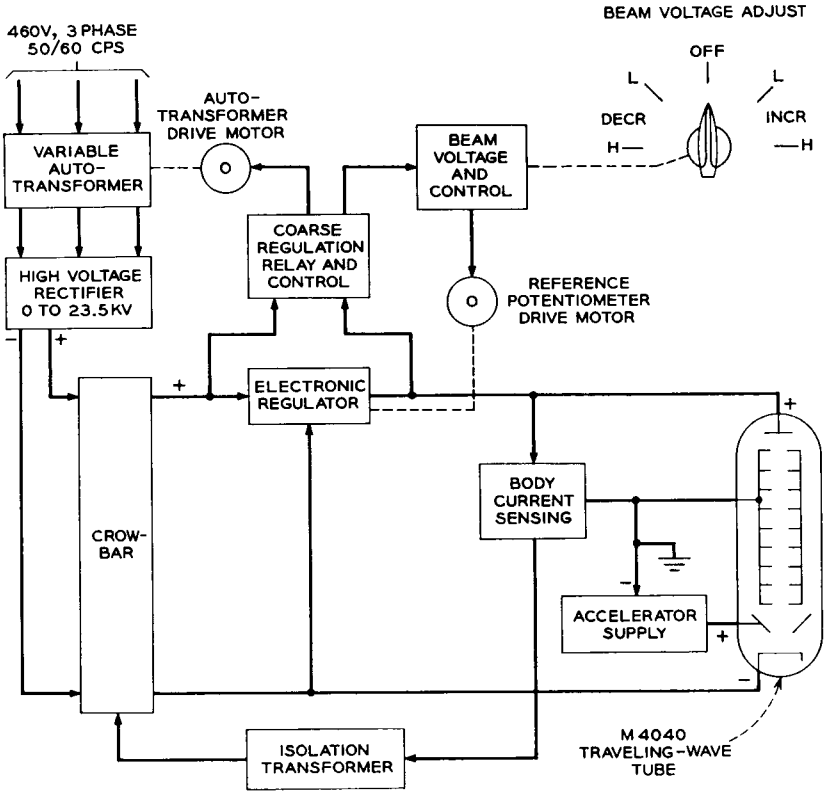 BEAM VOLTAGE ADJUST
OFF
L
L
DECR
INCR
H
H
460V, 3 PHASE
50/60 CPS
AUTO-
TRANSFORMER
DRIVE MOTOR
VARIABLE
AUTO-
TRANSFORMER
BEAM
VOLTAGE
AND
CONTROL
COARSE
REGULATION
RELAY AND
CONTROL
HIGH VOLTAGE
RECTIFIER
0 TO 23.5KV
REFERENCE
POTENTIOMETER
DRIVE MOTOR
-
+
+
ELECTRONIC
REGULATOR
+
BODY
CURRENT
SENSING
CROW-
BAR
-
ACCELERATOR
SUPPLY
+
-
ISOLATION
TRANSFORMER
M4040
TRAVELING-WAVE
TUBE